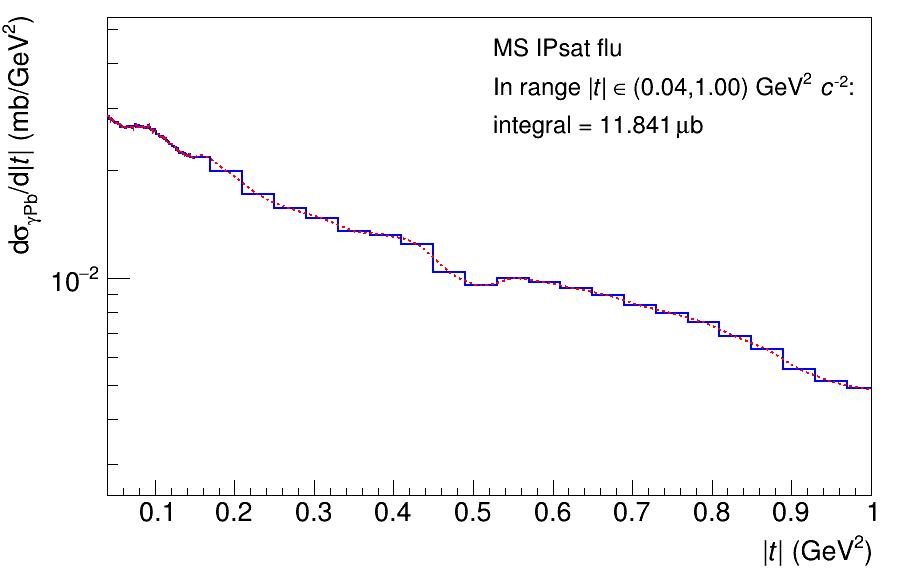 MS IPsat flu
In range |t| ∈ (0.04,1.00) GeV² c⁻²:
integral = 11.841 μb
dσγPb/d|t| (mb/GeV²)
10⁻²
0.1 0.2 0.3 0.4 0.5 0.6 0.7 0.8 0.9 1
|t| (GeV²)